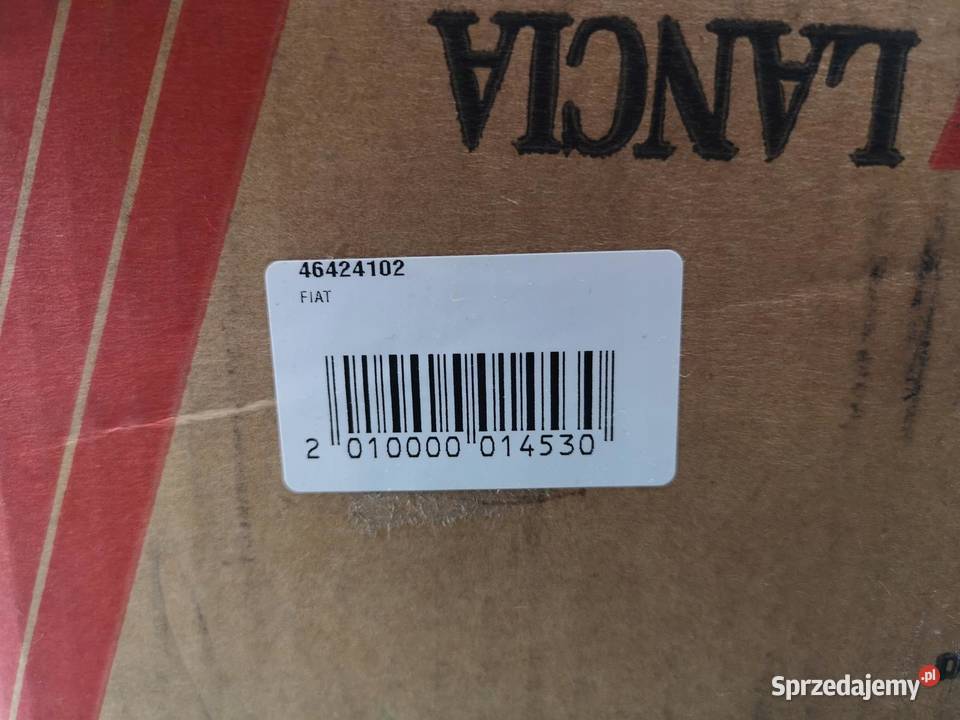 LANCIA
46424102
FIAT
2 010000 014530
Sprzedajemy.pl